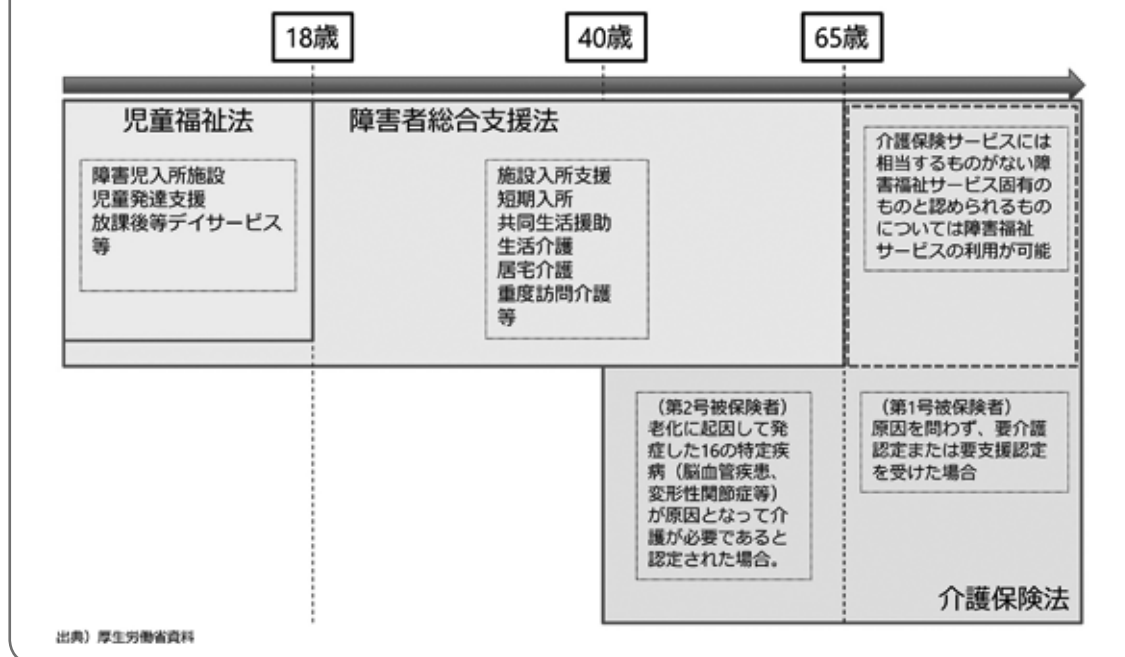 18歳
40歳
65歳
児童福祉法
障害児入所施設
児童発達支援
放課後等デイサービス
等
障害者総合支援法
施設入所支援
短期入所
共同生活援助
生活介護
居宅介護
重度訪問介護
等
介護保険サービスには
相当するものがない障
害福祉サービス固有の
ものと認められるもの
については障害福祉
サービスの利用が可能
（第2号被保険者）
老化に起因して発
症した16の特定疾
病（脳血管疾患、
変形性関節症等）
が原因となって介
護が必要であると
認定された場合。
（第1号被保険者）
原因を問わず、要介護
認定または要支援認定
を受けた場合
介護保険法
出典）厚生労働省資料